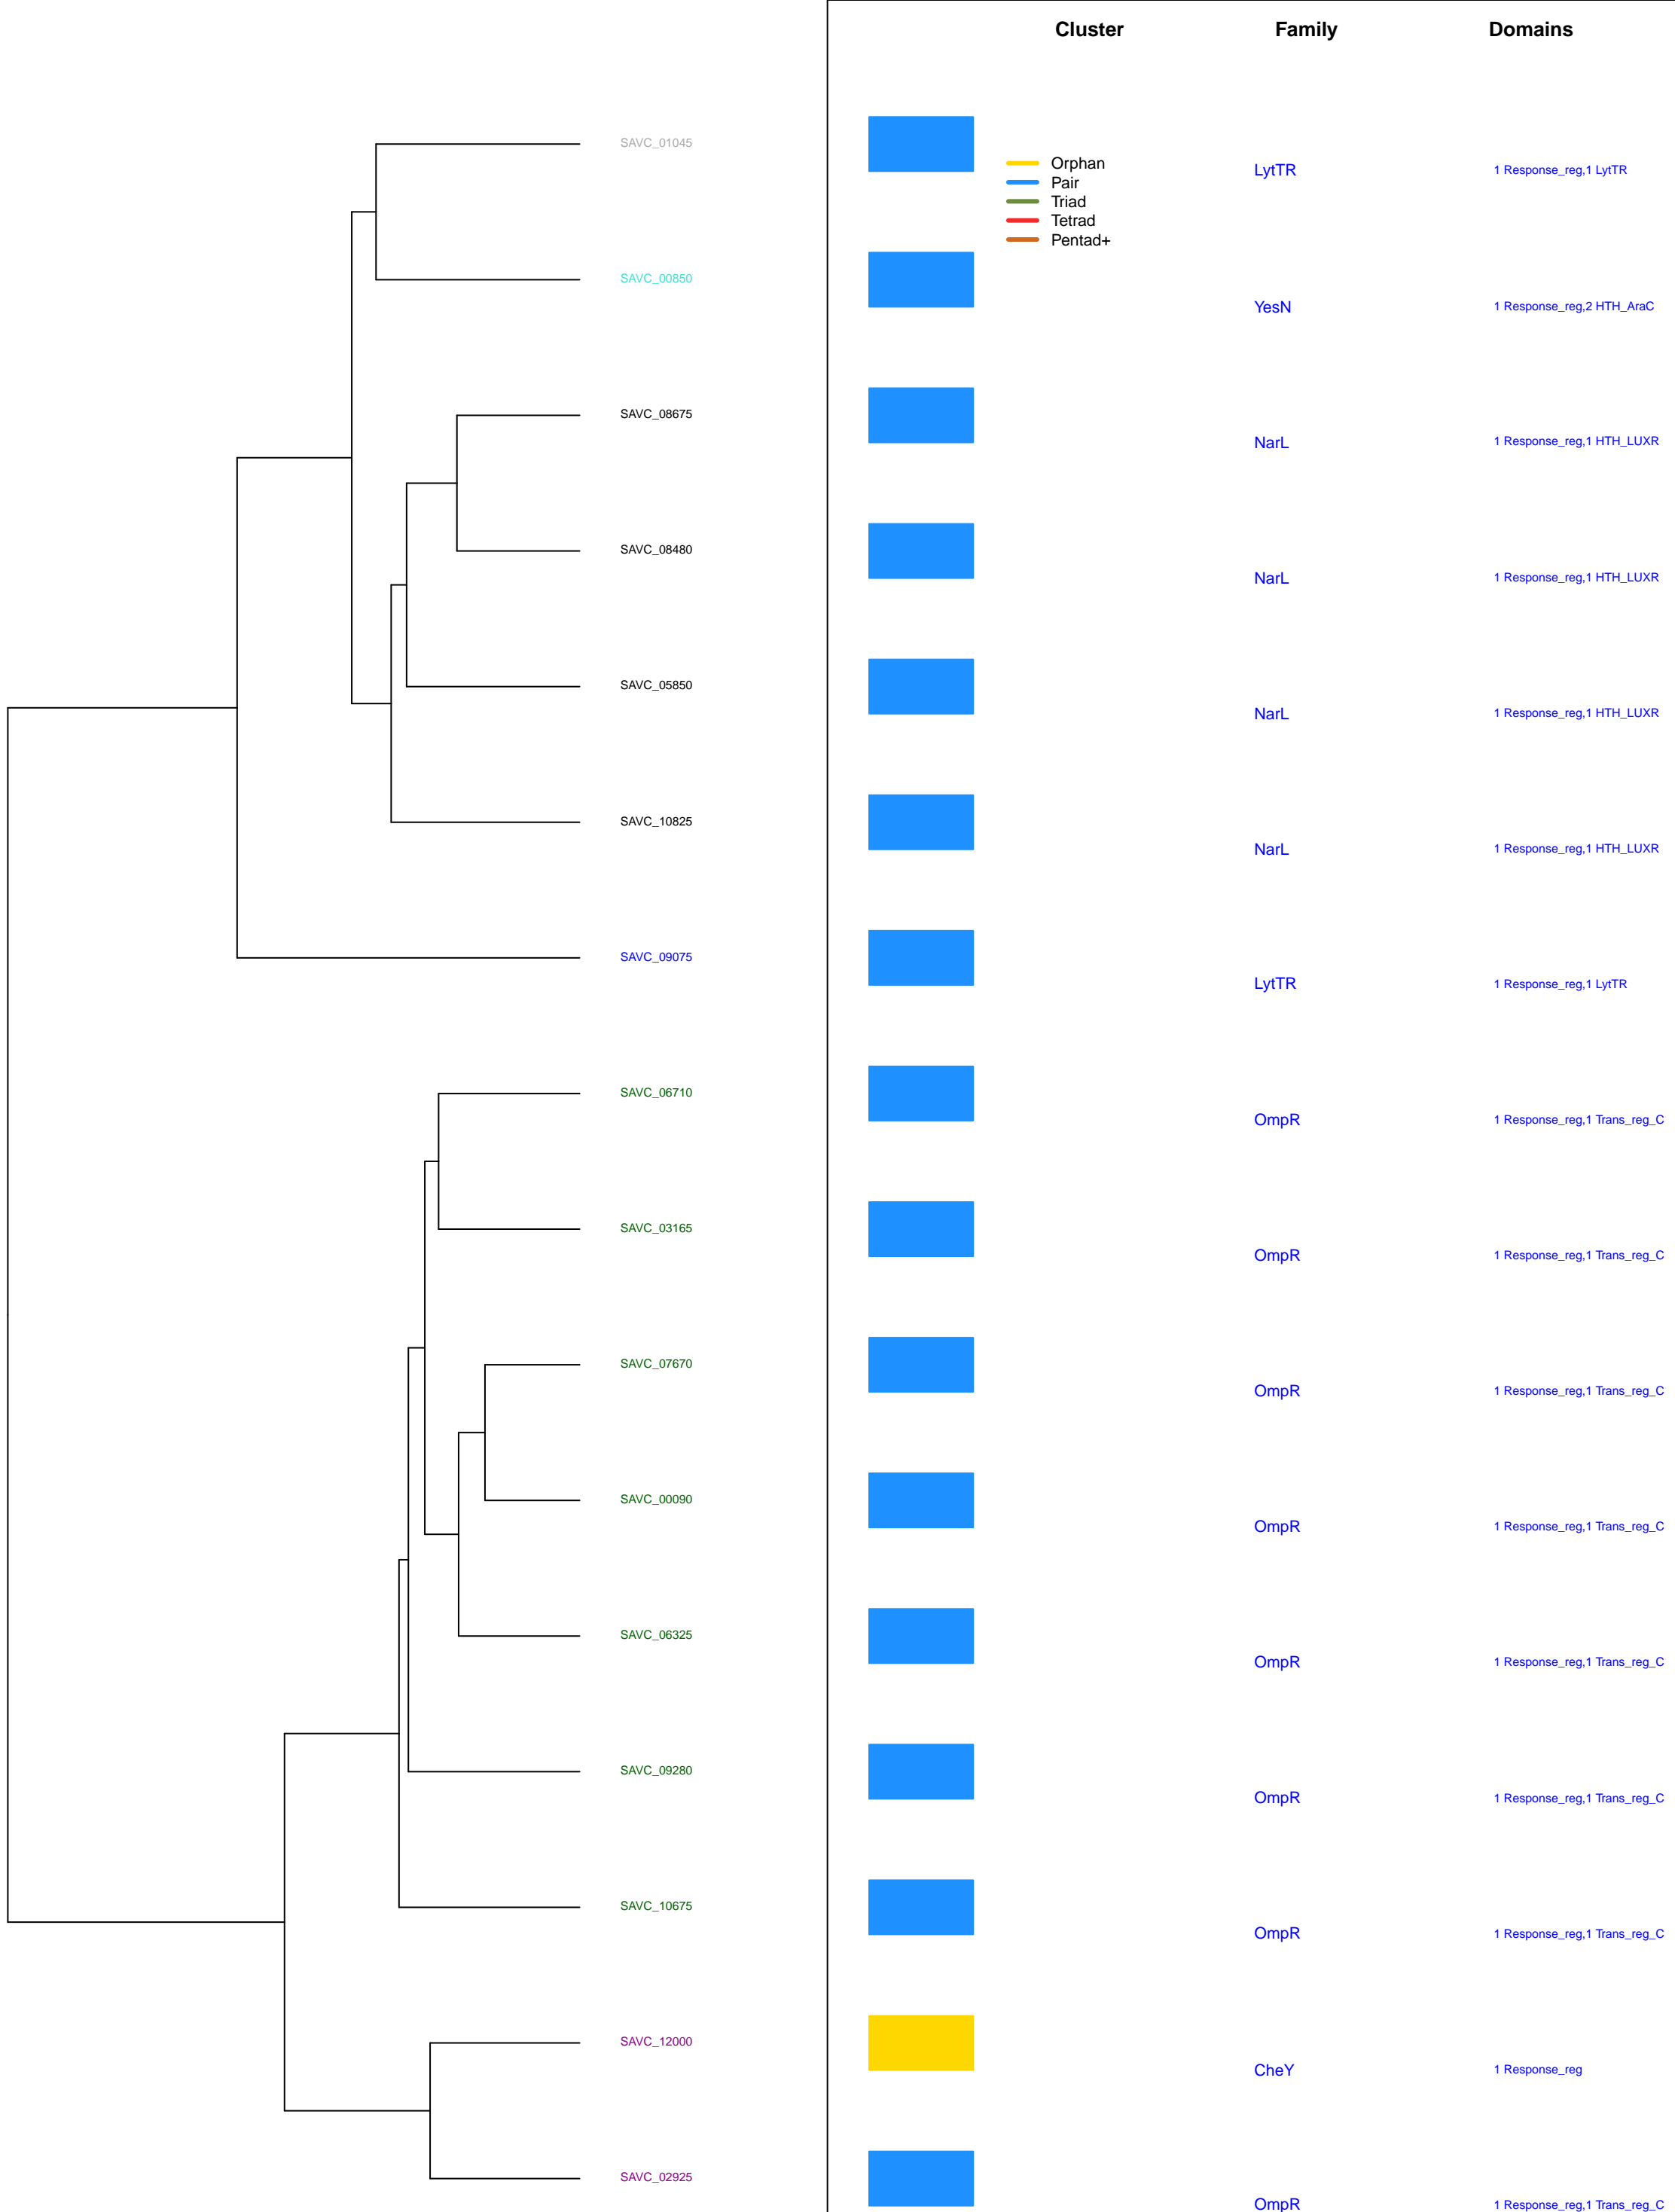 Cluster Family Domains
SAVC_01045
Orphan
LytTR 1 Response_reg,1 LytTR
Pair
Triad
Tetrad
Pentad+
SAVC_00850
YesN 1 Response_reg,2 HTH_AraC
SAVC_08675
NarL 1 Response_reg,1 HTH_LUXR
SAVC_08480
NarL 1 Response_reg,1 HTH_LUXR
SAVC_05850
NarL 1 Response_reg,1 HTH_LUXR
SAVC_10825
NarL 1 Response_reg,1 HTH_LUXR
SAVC_09075
LytTR 1 Response_reg,1 LytTR
SAVC_06710
OmpR 1 Response_reg,1 Trans_reg_C
SAVC_03165
OmpR 1 Response_reg,1 Trans_reg_C
SAVC_07670
OmpR 1 Response_reg,1 Trans_reg_C
SAVC_00090
OmpR 1 Response_reg,1 Trans_reg_C
SAVC_06325
OmpR 1 Response_reg,1 Trans_reg_C
SAVC_09280
OmpR 1 Response_reg,1 Trans_reg_C
SAVC_10675
OmpR 1 Response_reg,1 Trans_reg_C
SAVC_12000
CheY 1 Response_reg
SAVC_02925
OmpR 1 Response_reg,1 Trans_reg_C